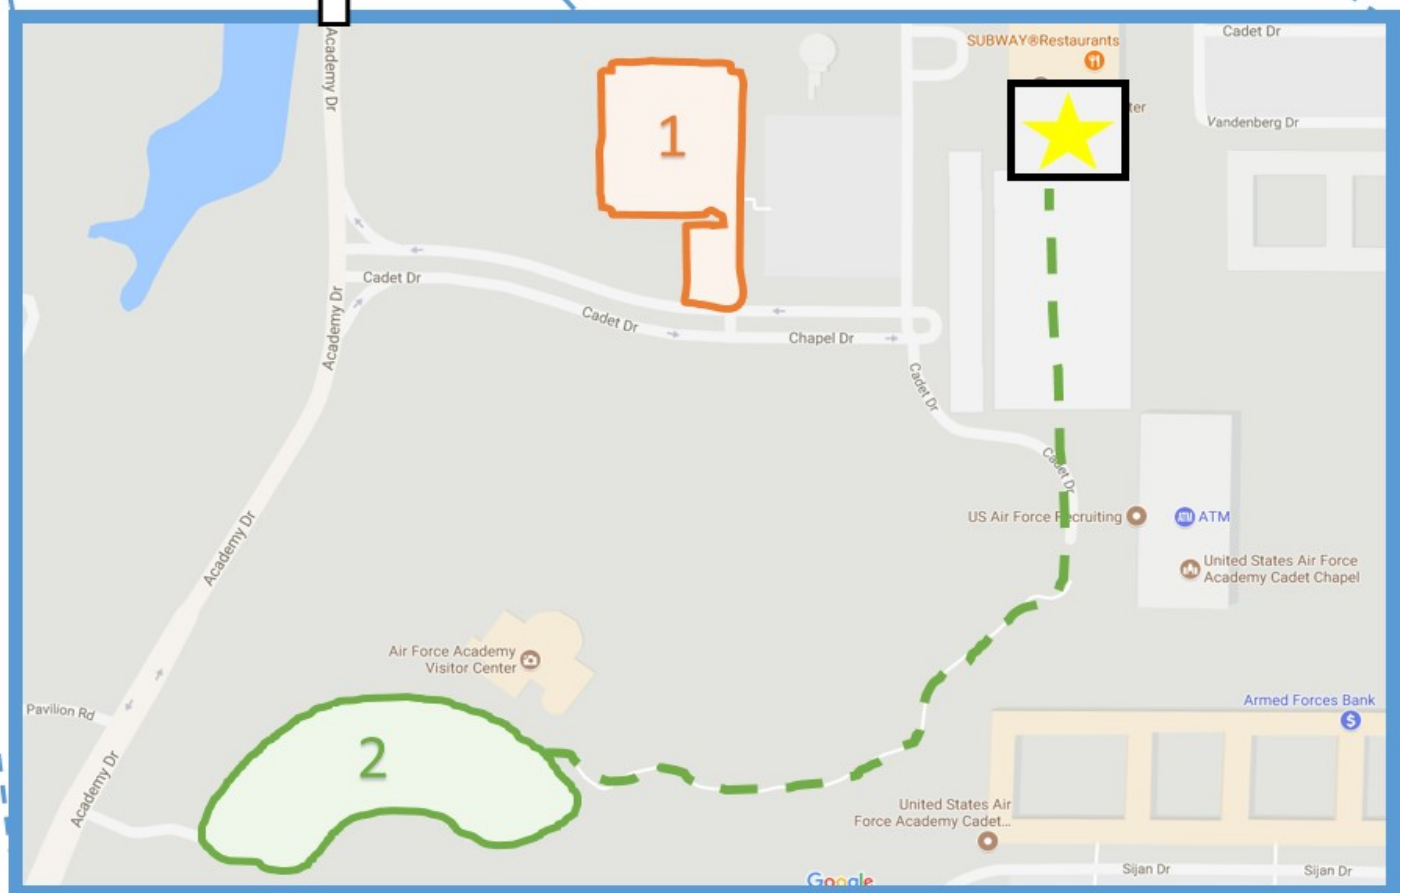 SUBWAY®Restaurants
Cadet Dr
Academy Dr
ter
Vandenberg Dr
1
Cadet Dr
Academy Dr
Cadet Dr
Chapel Dr
Cadet Dr
Cadet Dr
US Air Force Recruiting
ATM
ATM
Academy Dr
United States Air Force
Academy Cadet Chapel
Air Force Academy
Visitor Center
Pavilion Rd
Armed Forces Bank
$
2
Academy Dr
United States Air
Force Academy Cadet...
Sijan Dr
Sijan Dr
Google